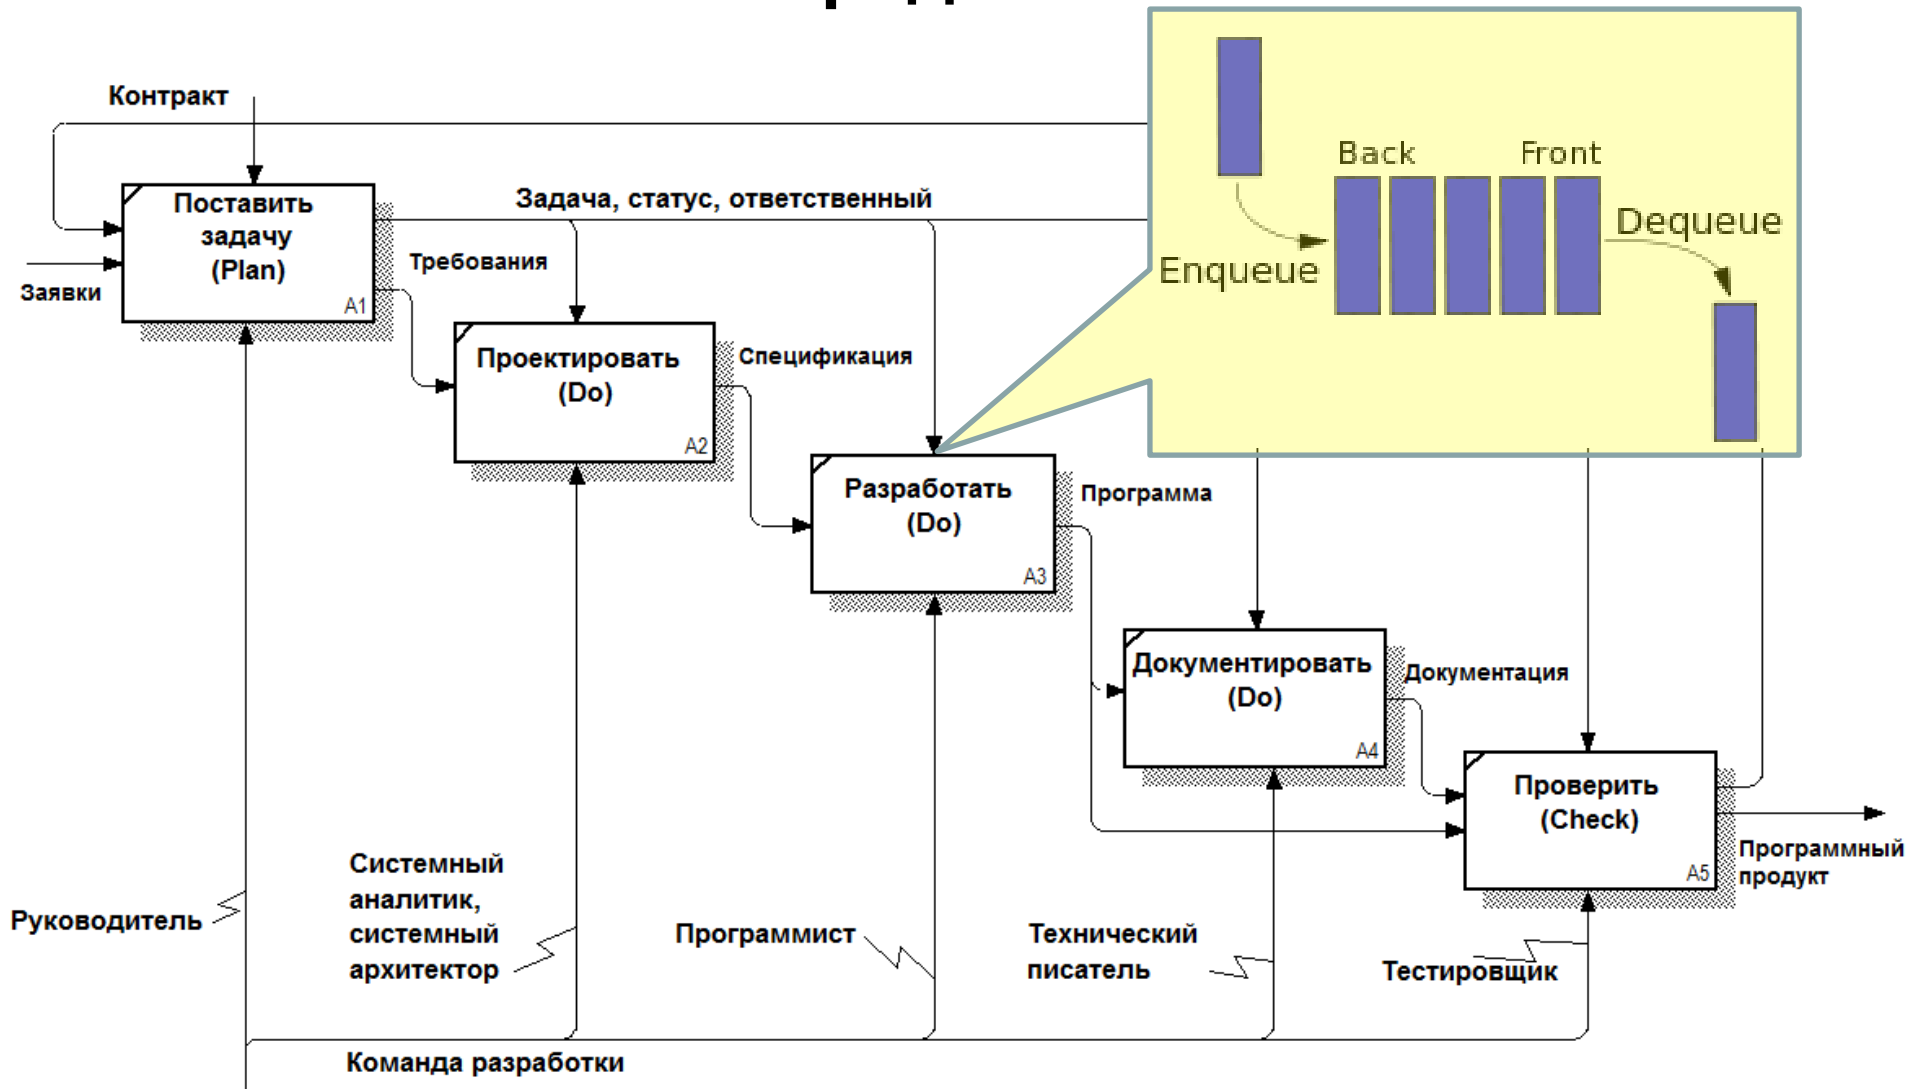 Контракт
Back
Front
Поставить
задачу
(Plan)
A1
Задача, статус, ответственный
Dequeue
Требования
Enqueue
Заявки
Проектировать
(Do)
A2
Спецификация
Разработать
(Do)
A3
Программа
Документировать
(Do)
A4
Документация
Проверить
(Check)
A5
Программный
продукт
Руководитель
Системный
аналитик,
системный
архитектор
Программист
Технический
писатель
Тестировщик
Команда разработки